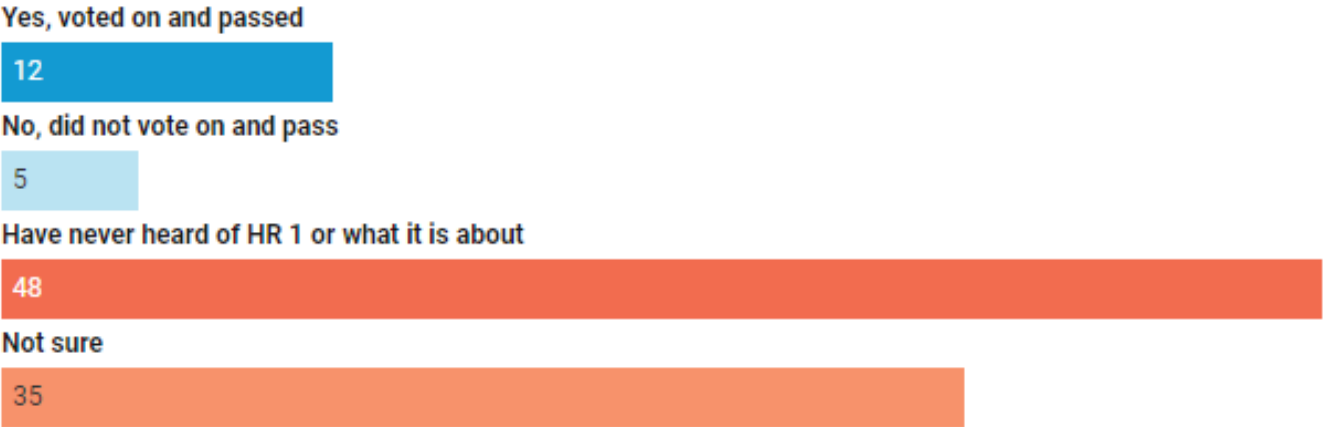 Yes, voted on and passed
12
No, did not vote on and pass
5
Have never heard of HR 1 or what it is about
48
Not sure
35